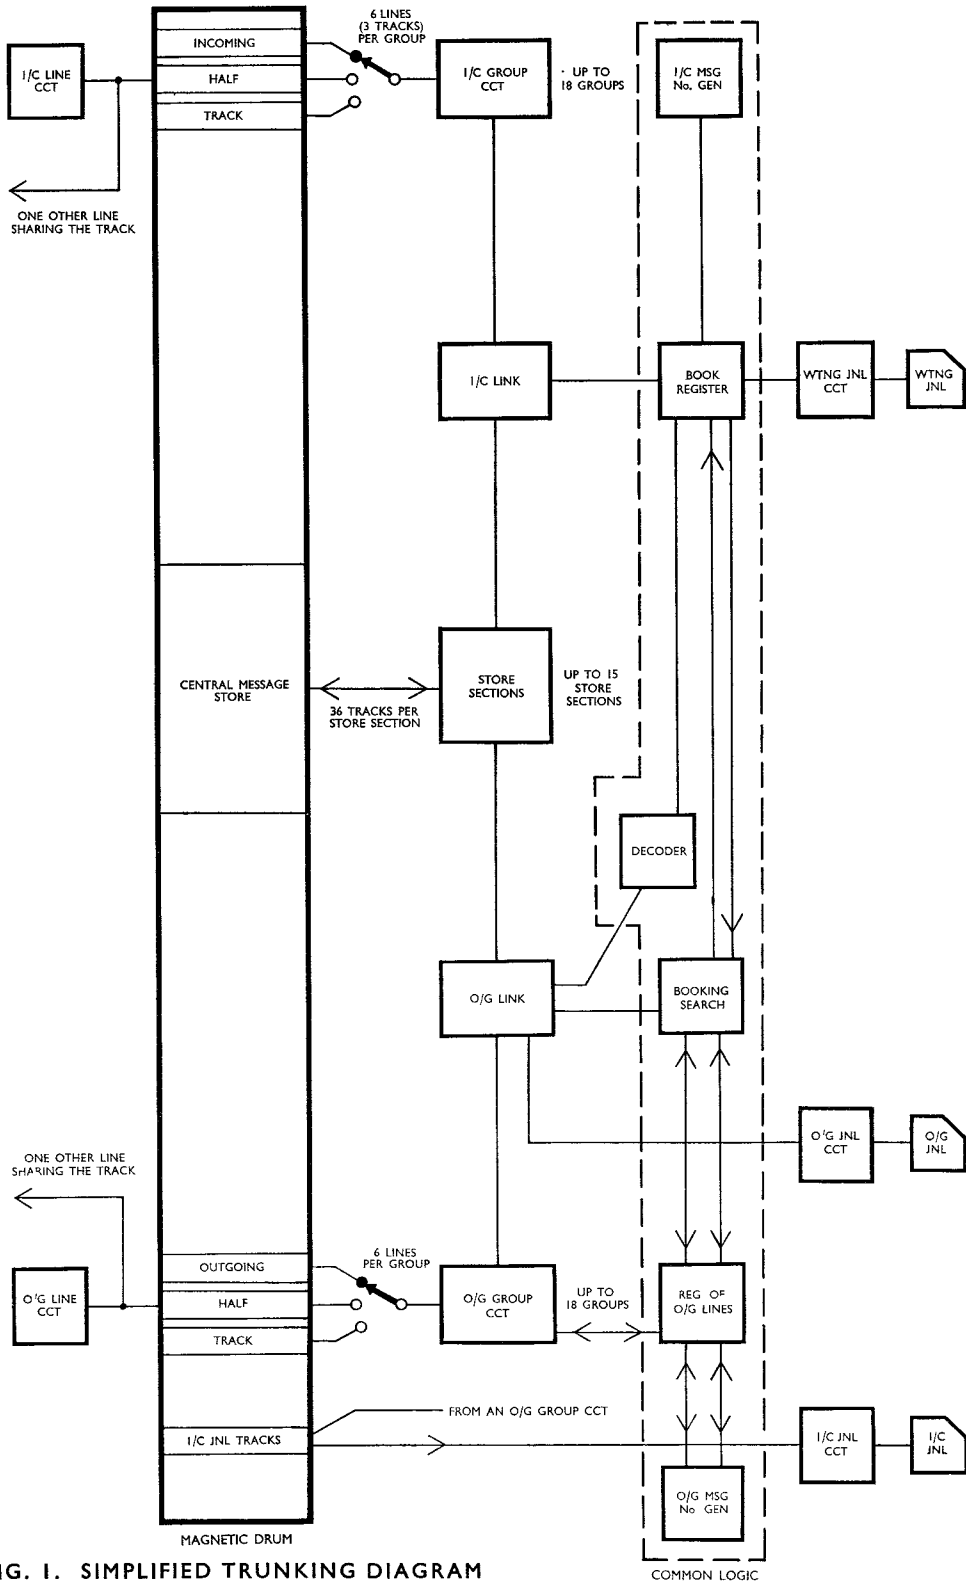 6 LINES
(3 TRACKS)
PER GROUP
INCOMING
I/C LINE
CCT
HALF
I/C GROUP
CCT
UP TO
18 GROUPS
I/C MSG
No. GEN
TRACK
ONE OTHER LINE
SHARING THE TRACK
I/C LINK
BOOK
REGISTER
WTNG JNL
CCT
WTNG
JNL
CENTRAL MESSAGE
STORE
36 TRACKS PER
STORE SECTION
STORE
SECTIONS
UP TO 15
STORE
SECTIONS
DECODER
O/G LINK
BOOKING
SEARCH
O/G JNL
CCT
O/G
JNL
ONE OTHER LINE
SHARING THE TRACK
OUTGOING
6 LINES
PER GROUP
O/G LINE
CCT
HALF
O/G GROUP
CCT
UP TO
18 GROUPS
REG OF
O/G LINES
TRACK
FROM AN O/G GROUP CCT
I/C JNL TRACKS
I/C JNL
CCT
I/C
JNL
O/G MSG
No GEN
MAGNETIC DRUM
COMMON LOGIC
IG. 1. SIMPLIFIED TRUNKING DIAGRAM